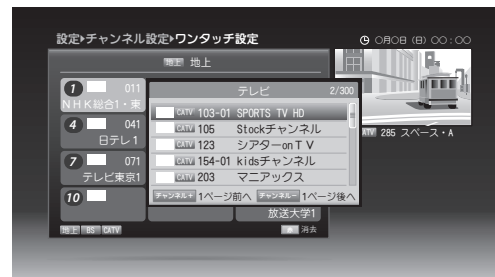 設定▶チャンネル設定▶ワンタッチ設定
○月○日 (日) ○○:○○
地上 地上
1 011
NHK総合1・東
4 041
日テレ1
7 071
テレビ東京1
10
放送大学1
地上 BS CATV
消去
テレビ 2/300
CATV 103-01 SPORTS TV HD
CATV 105 Stockチャンネル
CATV 123 シアターonTV
CATV 154-01 kidsチャンネル
CATV 203 マニアックス
チャンネル+ 1ページ前へ チャンネル- 1ページ後へ
CATV 285 スペース・A